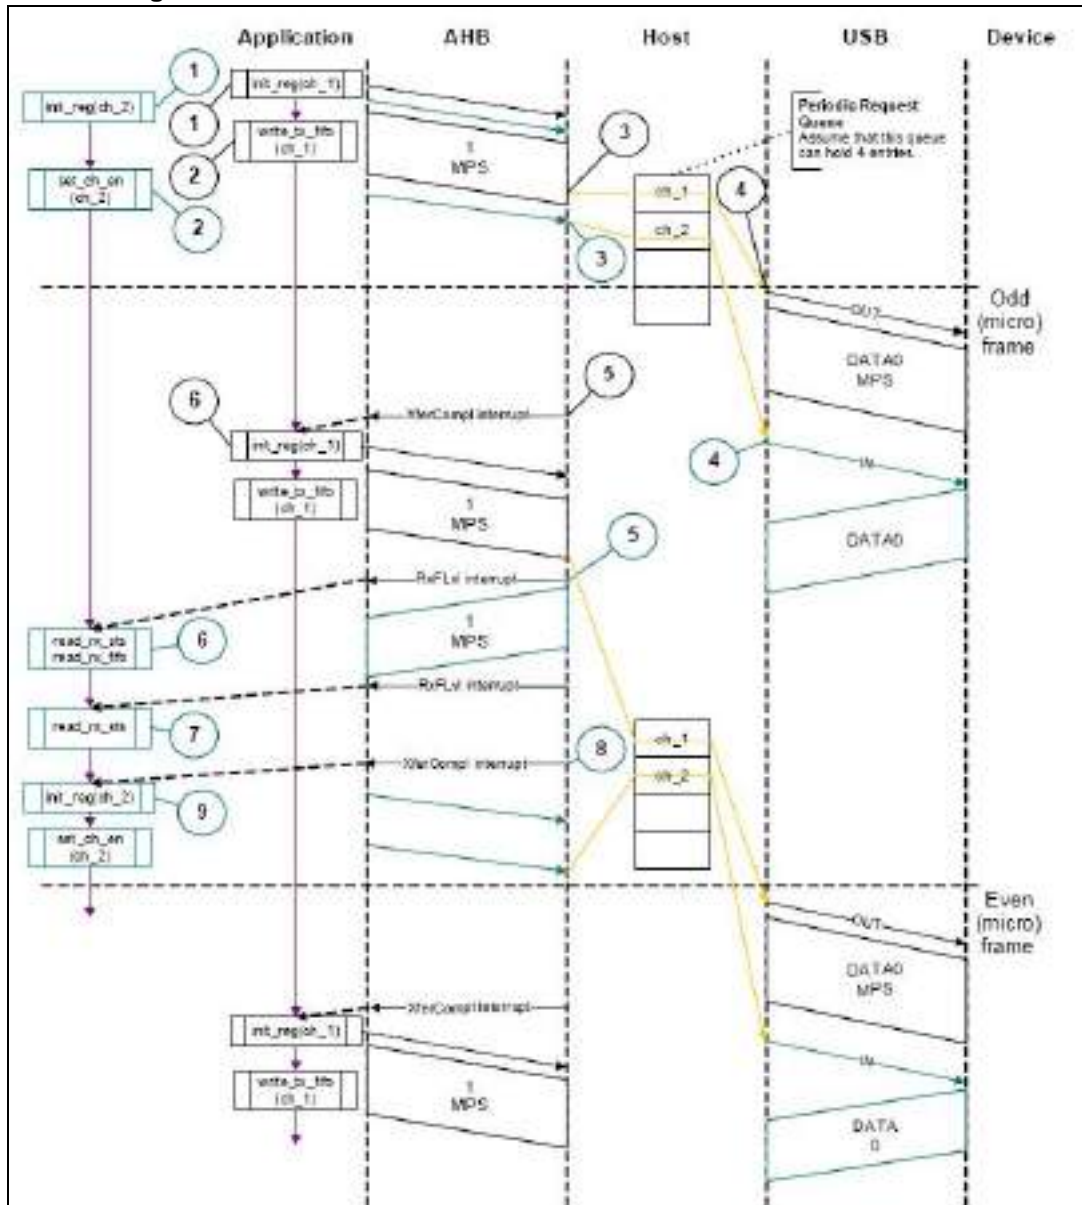 Application AHB Host USB Device
1
init_reg(ch_1)
init_reg(ch_2)
1
Periodic Request
Queue
Assume that this queue
can hold 4 entries.
write_tx_fifo
(ch_1)
1
MPS
3
2
set_ch_en
(ch_2)
ch_1
4
2
ch_2
3
Odd
(micro)
frame
OUT
DATA0
MPS
5
6
XferCompl interrupt
init_reg(ch_1)
4
IN
write_tx_fifo
(ch_1)
1
MPS
5
DATA0
RxFLvl interrupt
read_rx_sts
read_rx_fifo
6
1
MPS
RxFLvl interrupt
read_rx_sts
7
ch_1
8
XferCompl interrupt
ch_2
init_reg(ch_2)
9
set_ch_en
(ch_2)
Even
(micro)
frame
OUT
DATA0
MPS
XferCompl interrupt
init_reg(ch_1)
IN
write_tx_fifo
(ch_1)
1
MPS
DATA
0